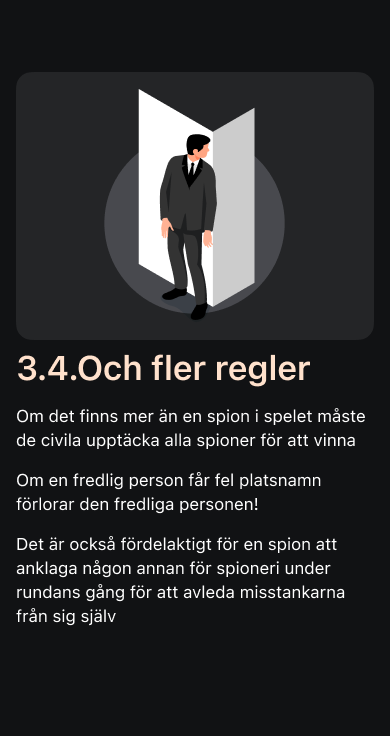 3.4.Och fler regler
Om det finns mer än en spion i spelet måste
de civila upptäcka alla spioner för att vinna
Om en fredlig person får fel platsnamn
förlorar den fredliga personen!
Det är också fördelaktigt för en spion att
anklaga någon annan för spioneri under
rundans gång för att avleda misstankarna
från sig själv